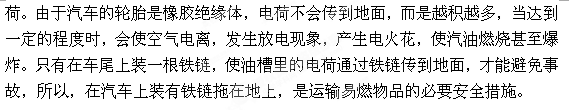 荷。由于汽车的轮胎是橡胶绝缘体，电荷不会传到地面，而是越积越多，当达到
一定的程度时，会使空气电离，发生放电现象，产生电火花，使汽油燃烧甚至爆
炸。只有在车尾上装一根铁链，使油槽里的电荷通过铁链传到地面，才能避免事
故，所以，在汽车上装有铁链拖在地上，是运输易燃物品的必要安全措施。